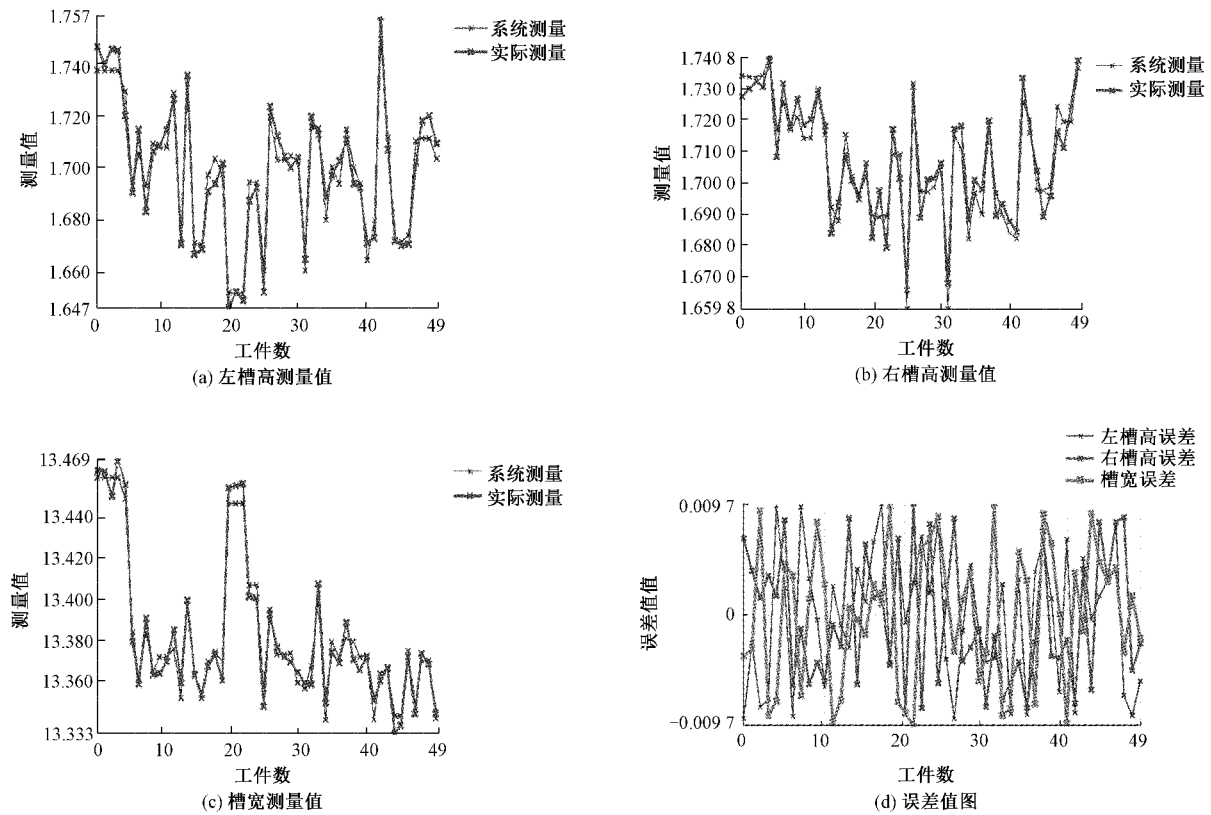 1.757
1.740
1.720
1.700
1.680
1.660
1.647
测量值
系统测量
实际测量
0 10 20 30 40 49
工件数
(a) 左槽高测量值
1.740 8
1.730 0
1.720 0
1.710 0
1.700 0
1.690 0
1.680 0
1.670 0
1.659 8
测量值
系统测量
实际测量
0 10 20 30 40 49
工件数
(b) 右槽高测量值
13.469
13.440
13.420
13.400
13.380
13.360
13.333
测量值
系统测量
实际测量
0 10 20 30 40 49
工件数
(c) 槽宽测量值
左槽高误差
右槽高误差
槽宽误差
0.009 7
0
-0.009 7
误差值值
0 10 20 30 40 49
工件数
(d) 误差值图